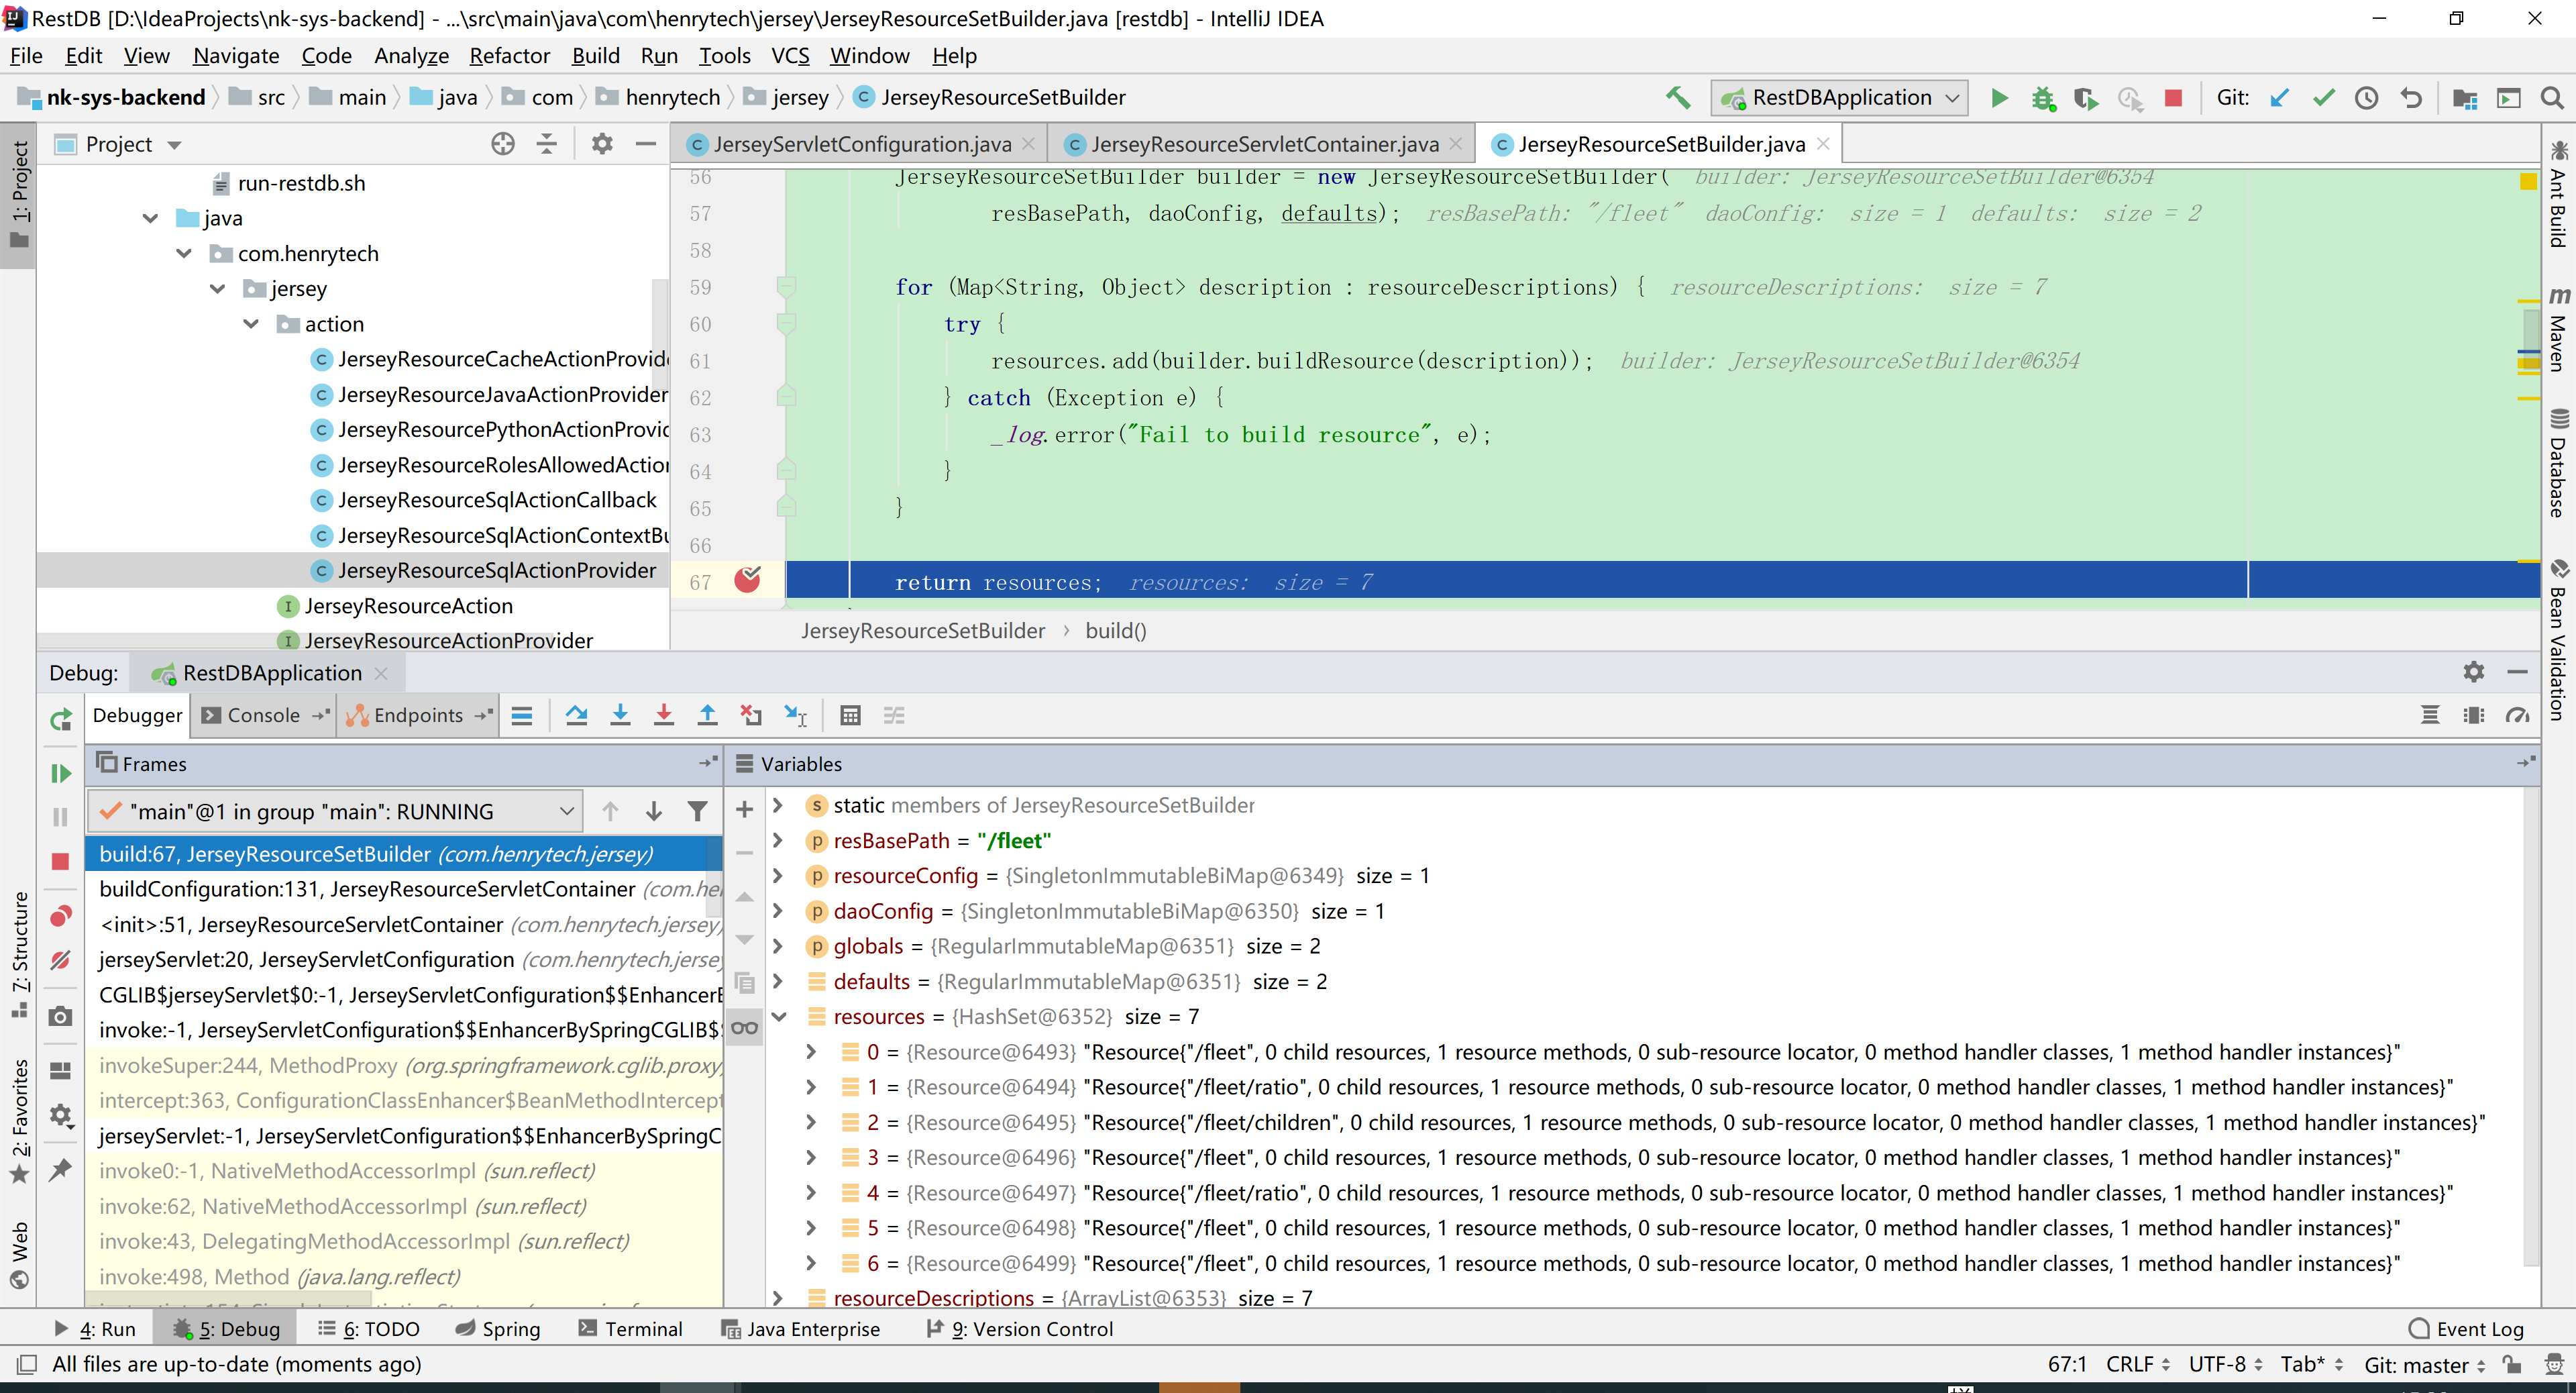 RestDB [D:\IdeaProjects\nk-sys-backend] - ...\src\main\java\com\henrytech\jersey\JerseyResourceSetBuilder.java [restdb] - IntelliJ IDEA
File Edit View Navigate Code Analyze Refactor Build Run Tools VCS Window Help
nk-sys-backend src main java com henrytech jersey JerseyResourceSetBuilder
RestDBApplication Git:
1: Project
7: Structure
2: Favorites
Web
Project
run-restdb.sh
java
com.henrytech
jersey
action
JerseyResourceCacheActionProvide
JerseyResourceJavaActionProvider
JerseyResourcePythonActionProvic
JerseyResourceRolesAllowedAction
JerseyResourceSqlActionCallback
JerseyResourceSqlActionContextBu
JerseyResourceSqlActionProvider
JerseyResourceAction
JerseyResourceActionProvider
JerseyServletConfiguration.java JerseyResourceServletContainer.java JerseyResourceSetBuilder.java
56 JerseyResourceSetBuilder builder = new JerseyResourceSetBuilder( builder: JerseyResourceSetBuilder@6354
57 resBasePath, daoConfig, defaults); resBasePath: "/fleet" daoConfig: size = 1 defaults: size = 2
58
59 for (Map<String, Object> description : resourceDescriptions) { resourceDescriptions: size = 7
60 try {
61 resources.add(builder.buildResource(description)); builder: JerseyResourceSetBuilder@6354
62 } catch (Exception e) {
63 _log.error("Fail to build resource", e);
64 }
65 }
66
67 return resources; resources: size = 7
JerseyResourceSetBuilder › build()
Ant Build
Maven
Database
Bean Validation
Debug: RestDBApplication
Debugger Console Endpoints
Frames
"main"@1 in group "main": RUNNING
build:67, JerseyResourceSetBuilder (com.henrytech.jersey)
buildConfiguration:131, JerseyResourceServletContainer (com.he
<init>:51, JerseyResourceServletContainer (com.henrytech.jersey)
jerseyServlet:20, JerseyServletConfiguration (com.henrytech.jerse
CGLIB$jerseyServlet$0:-1, JerseyServletConfiguration$$EnhancerE
invoke:-1, JerseyServletConfiguration$$EnhancerBySpringCGLIB$
invokeSuper:244, MethodProxy (org.springframework.cglib.proxy)
intercept:363, ConfigurationClassEnhancer$BeanMethodIntercept
jerseyServlet:-1, JerseyServletConfiguration$$EnhancerBySpringC
invoke0:-1, NativeMethodAccessorImpl (sun.reflect)
invoke:62, NativeMethodAccessorImpl (sun.reflect)
invoke:43, DelegatingMethodAccessorImpl (sun.reflect)
invoke:498, Method (java.lang.reflect)
Variables
static members of JerseyResourceSetBuilder
resBasePath = "/fleet"
resourceConfig = {SingletonImmutableBiMap@6349} size = 1
daoConfig = {SingletonImmutableBiMap@6350} size = 1
globals = {RegularImmutableMap@6351} size = 2
defaults = {RegularImmutableMap@6351} size = 2
resources = {HashSet@6352} size = 7
0 = {Resource@6493} "Resource{"/fleet", 0 child resources, 1 resource methods, 0 sub-resource locator, 0 method handler classes, 1 method handler instances}"
1 = {Resource@6494} "Resource{"/fleet/ratio", 0 child resources, 1 resource methods, 0 sub-resource locator, 0 method handler classes, 1 method handler instances}"
2 = {Resource@6495} "Resource{"/fleet/children", 0 child resources, 1 resource methods, 0 sub-resource locator, 0 method handler classes, 1 method handler instances}"
3 = {Resource@6496} "Resource{"/fleet", 0 child resources, 1 resource methods, 0 sub-resource locator, 0 method handler classes, 1 method handler instances}"
4 = {Resource@6497} "Resource{"/fleet/ratio", 0 child resources, 1 resource methods, 0 sub-resource locator, 0 method handler classes, 1 method handler instances}"
5 = {Resource@6498} "Resource{"/fleet", 0 child resources, 1 resource methods, 0 sub-resource locator, 0 method handler classes, 1 method handler instances}"
6 = {Resource@6499} "Resource{"/fleet", 0 child resources, 1 resource methods, 0 sub-resource locator, 0 method handler classes, 1 method handler instances}"
resourceDescriptions = {ArrayList@6353} size = 7
4: Run 5: Debug 6: TODO Spring Terminal Java Enterprise 9: Version Control Event Log
All files are up-to-date (moments ago) 67:1 CRLF UTF-8 Tab* Git: master